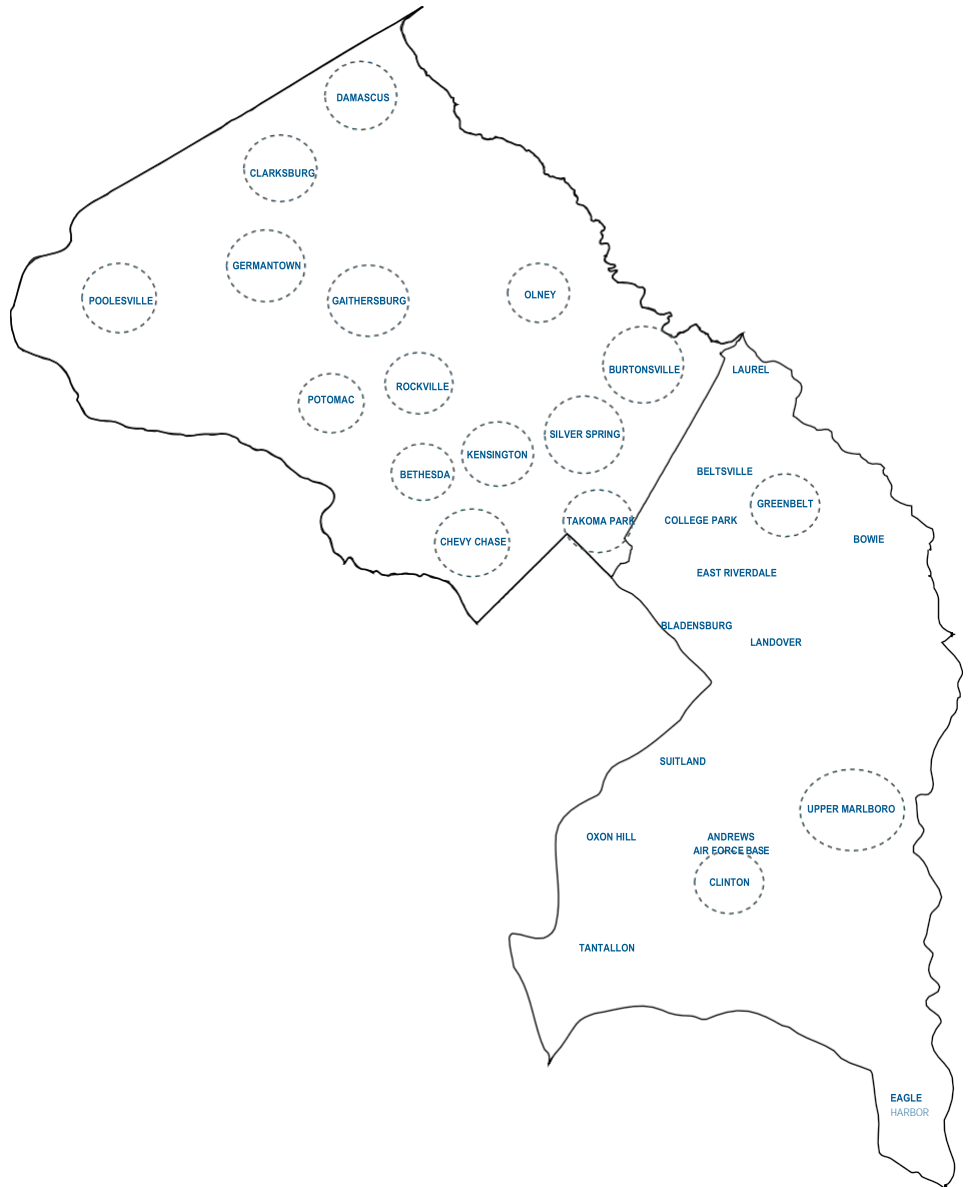 DAMASCUS
CLARKSBURG
GERMANTOWN
POOLESVILLE
GAITHERSBURG
OLNEY
BURTONSVILLE
LAUREL
ROCKVILLE
POTOMAC
SILVER SPRING
KENSINGTON
BETHESDA
BELTSVILLE
GREENBELT
COLLEGE PARK
TAKOMA PARK
BOWIE
CHEVY CHASE
EAST RIVERDALE
BLADENSBURG
LANDOVER
SUITLAND
UPPER MARLBORO
OXON HILL
ANDREWS
AIR FORCE BASE
CLINTON
TANTALLON
EAGLE
HARBOR